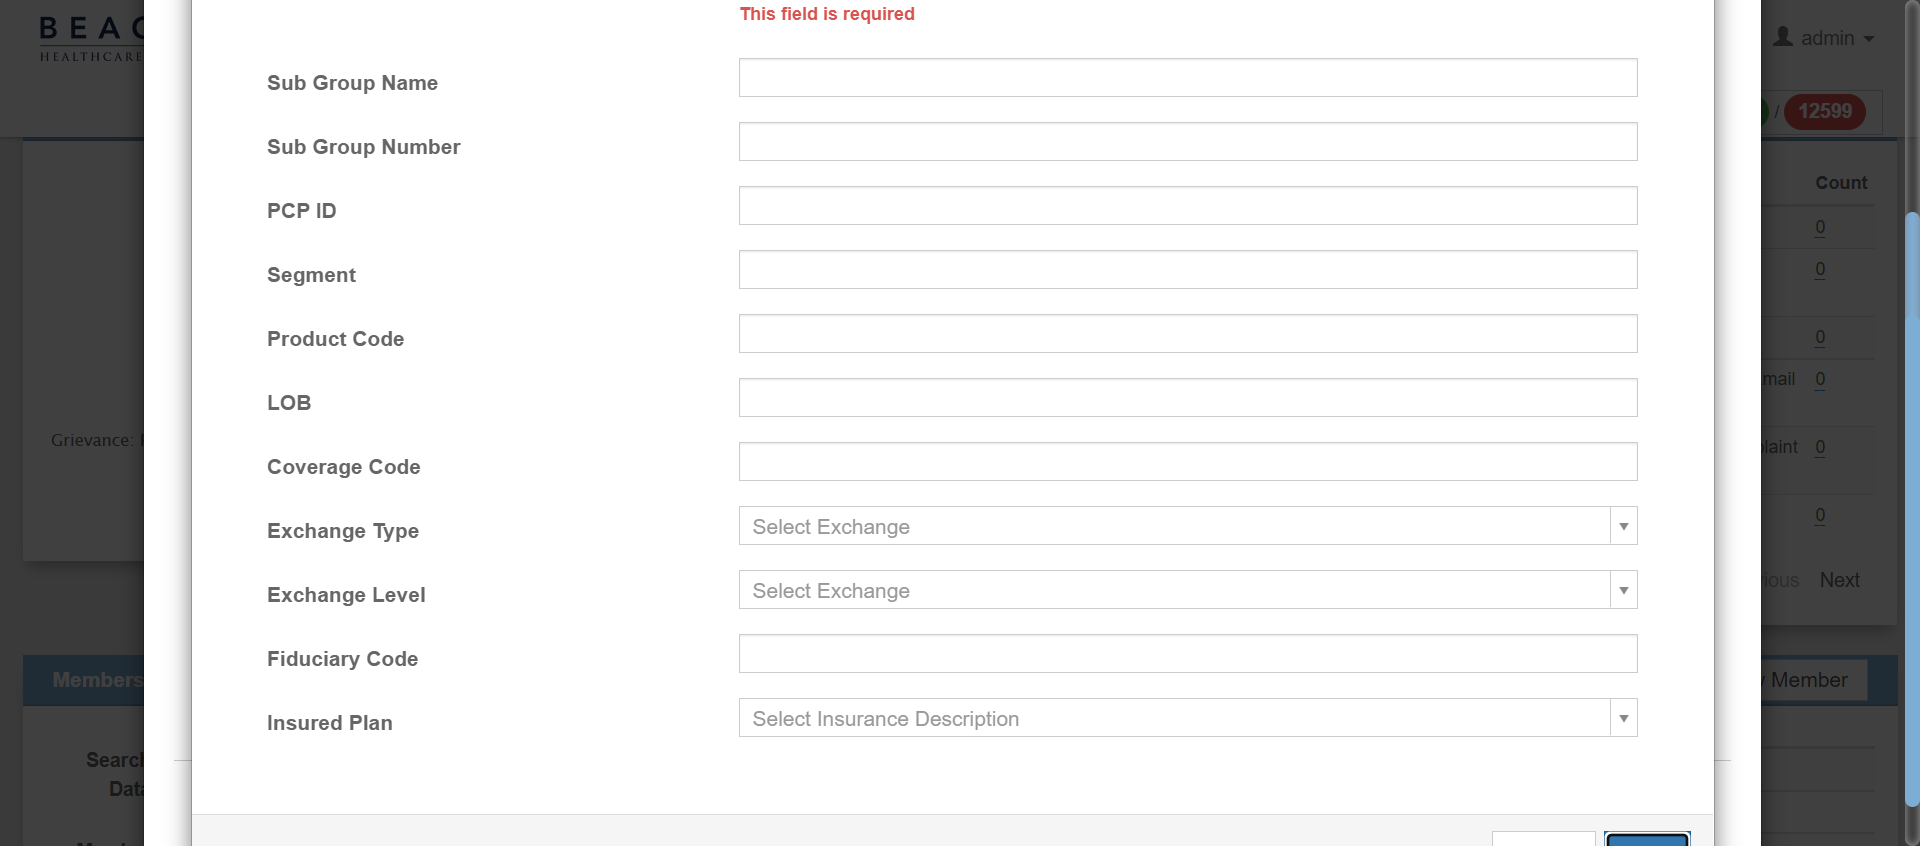 This field is required
BEAC
HEALTHCARE
admin
Sub Group Name
/ 12599
Sub Group Number
Count
PCP ID
0
Segment
0
Product Code
0
LOB
mail 0
Grievance:
Coverage Code
laint 0
Exchange Type
Select Exchange
0
Exchange Level
Select Exchange
ious Next
Fiduciary Code
Members
Member
Insured Plan
Select Insurance Description
Search
Data